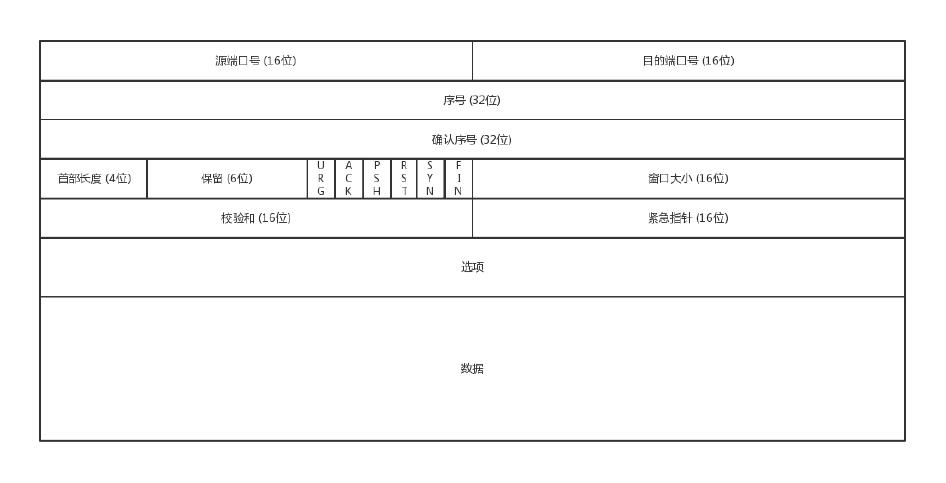 源端口号 (16位) 目的端口号 (16位)
序号 (32位)
确认序号 (32位)
首部长度 (4位) 保留 (6位) URG ACK PSH RST SYN FIN 窗口大小 (16位)
校验和 (16位) 紧急指针 (16位)
选项
数据